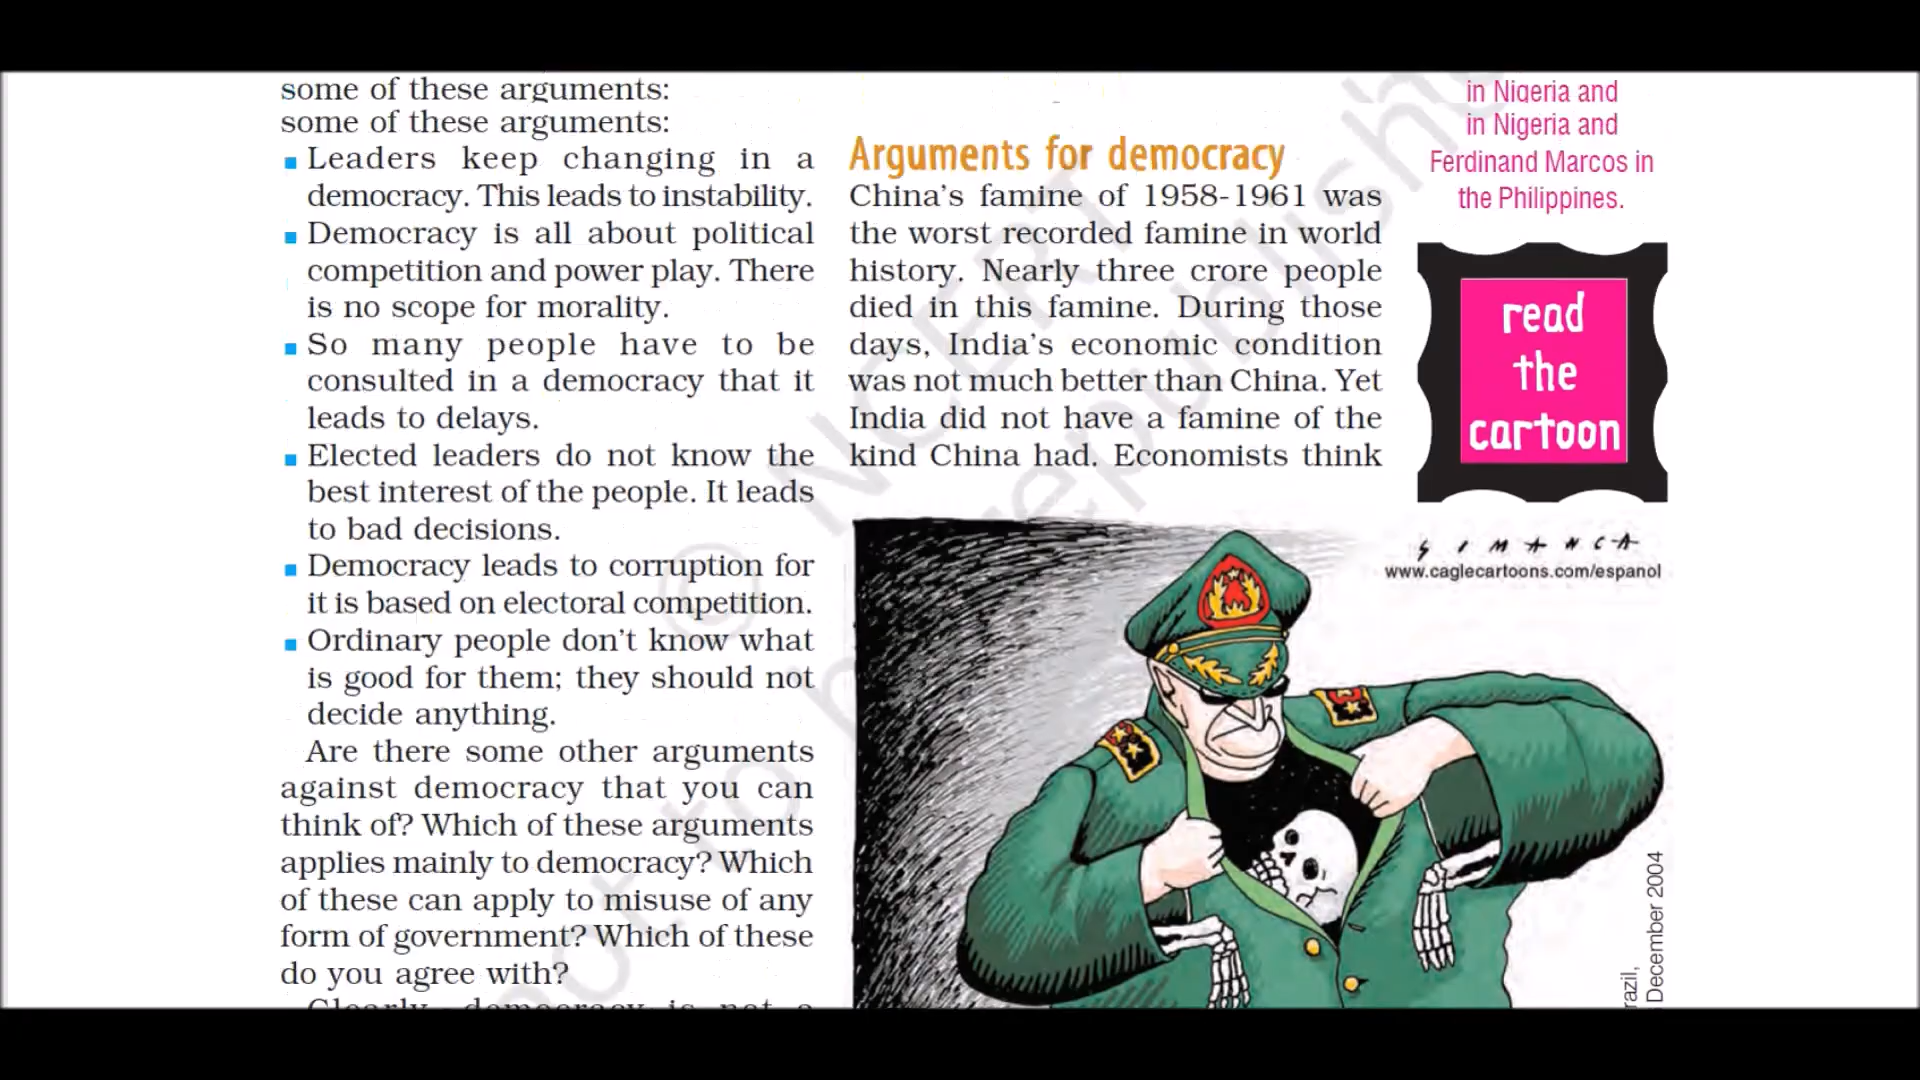 some of these arguments:
some of these arguments:
Leaders keep changing in a
democracy. This leads to instability.
Democracy is all about political
competition and power play. There
is no scope for morality.
So many people have to be
consulted in a democracy that it
leads to delays.
Elected leaders do not know the
best interest of the people. It leads
to bad decisions.
Democracy leads to corruption for
it is based on electoral competition.
Ordinary people don't know what
is good for them; they should not
decide anything.
Are there some other arguments
against democracy that you can
think of? Which of these arguments
applies mainly to democracy? Which
of these can apply to misuse of any
form of government? Which of these
do you agree with?
Clearly, democracy is not a
Arguments for democracy
China's famine of 1958-1961 was
the worst recorded famine in world
history. Nearly three crore people
died in this famine. During those
days, India's economic condition
was not much better than China. Yet
India did not have a famine of the
kind China had. Economists think
in Nigeria and
in Nigeria and
Ferdinand Marcos in
the Philippines.
read
the
cartoon
SIMANCA
www.caglecartoons.com/espanol
December 2004
© NCERT
not to be republished